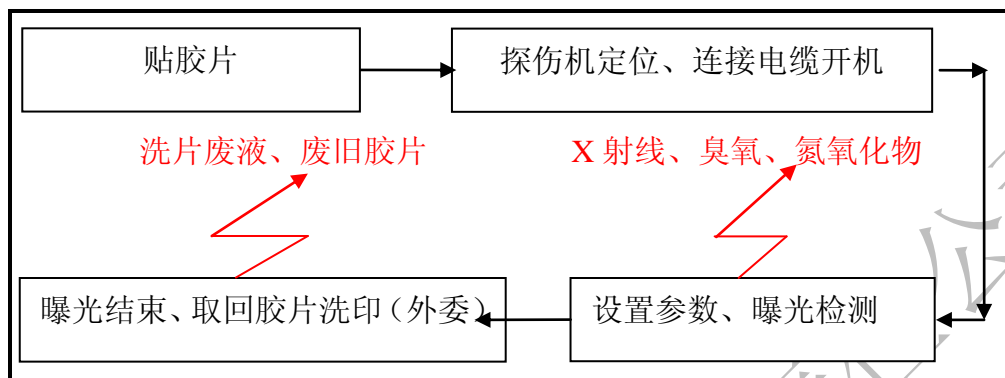 贴胶片
探伤机定位、连接电缆开机
洗片废液、废旧胶片
X 射线、臭氧、氮氧化物
曝光结束、取回胶片洗印（外委）
设置参数、曝光检测